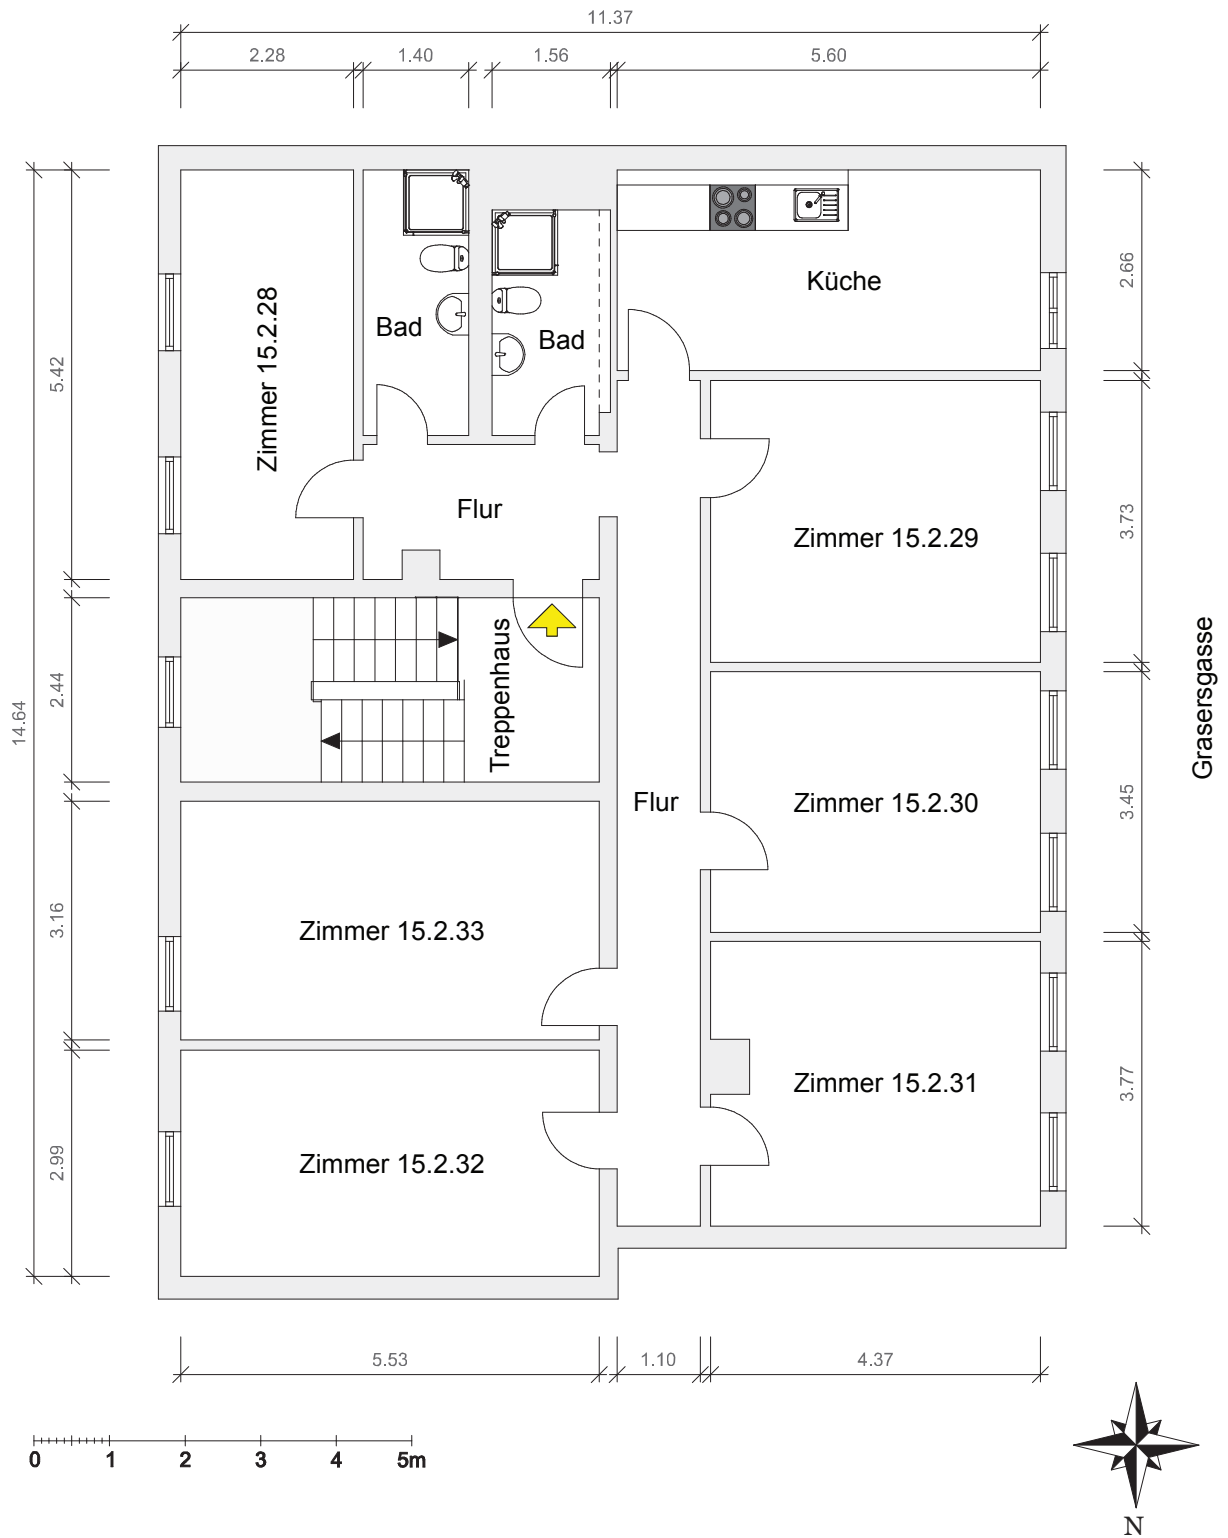 11.37
2.28
1.40
1.56
5.60
Küche
Bad
Bad
Zimmer 15.2.28
Flur
Zimmer 15.2.29
Treppenhaus
Flur
Zimmer 15.2.30
Zimmer 15.2.33
Zimmer 15.2.31
Zimmer 15.2.32
14.64
5.42
2.44
3.16
2.99
2.66
3.73
3.45
3.77
Grasersgasse
5.53
1.10
4.37
0 1 2 3 4 5m
N